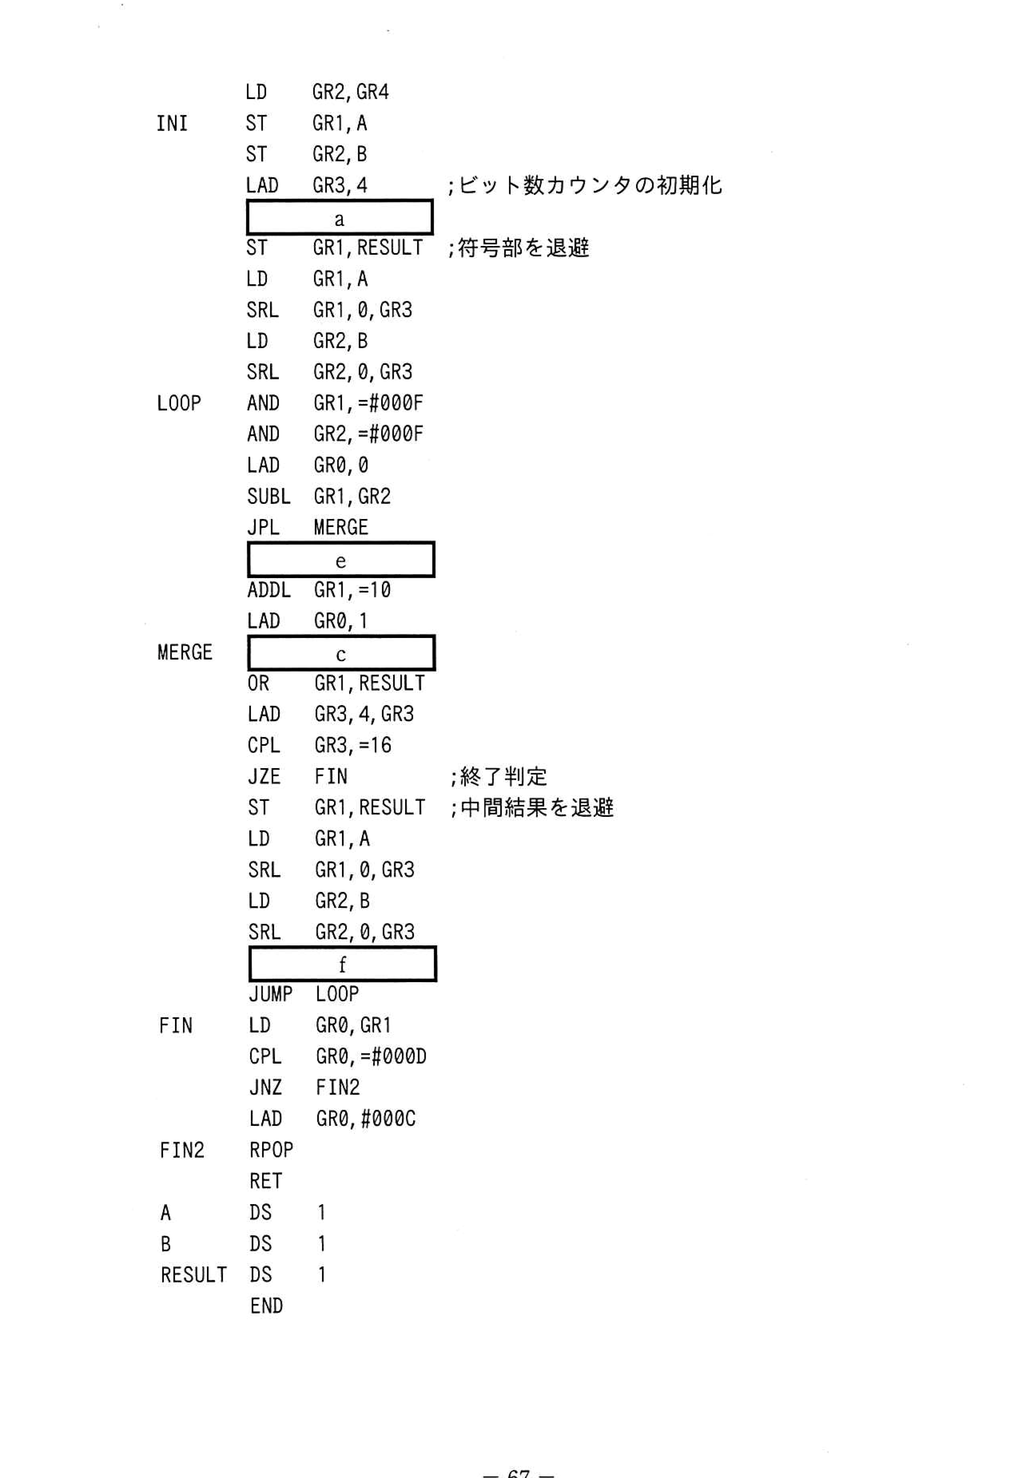 LD GR2,GR4
INI ST GR1,A
ST GR2,B
LAD GR3,4 ;ビット数カウンタの初期化
a
ST GR1,RESULT ;符号部を退避
LD GR1,A
SRL GR1,0,GR3
LD GR2,B
SRL GR2,0,GR3
LOOP AND GR1,=#000F
AND GR2,=#000F
LAD GR0,0
SUBL GR1,GR2
JPL MERGE
e
ADDL GR1,=10
LAD GR0,1
MERGE c
OR GR1,RESULT
LAD GR3,4,GR3
CPL GR3,=16
JZE FIN ;終了判定
ST GR1,RESULT ;中間結果を退避
LD GR1,A
SRL GR1,0,GR3
LD GR2,B
SRL GR2,0,GR3
f
JUMP LOOP
FIN LD GR0,GR1
CPL GR0,=#000D
JNZ FIN2
LAD GR0,#000C
FIN2 RPOP
RET
A DS 1
B DS 1
RESULT DS 1
END
— 67 —